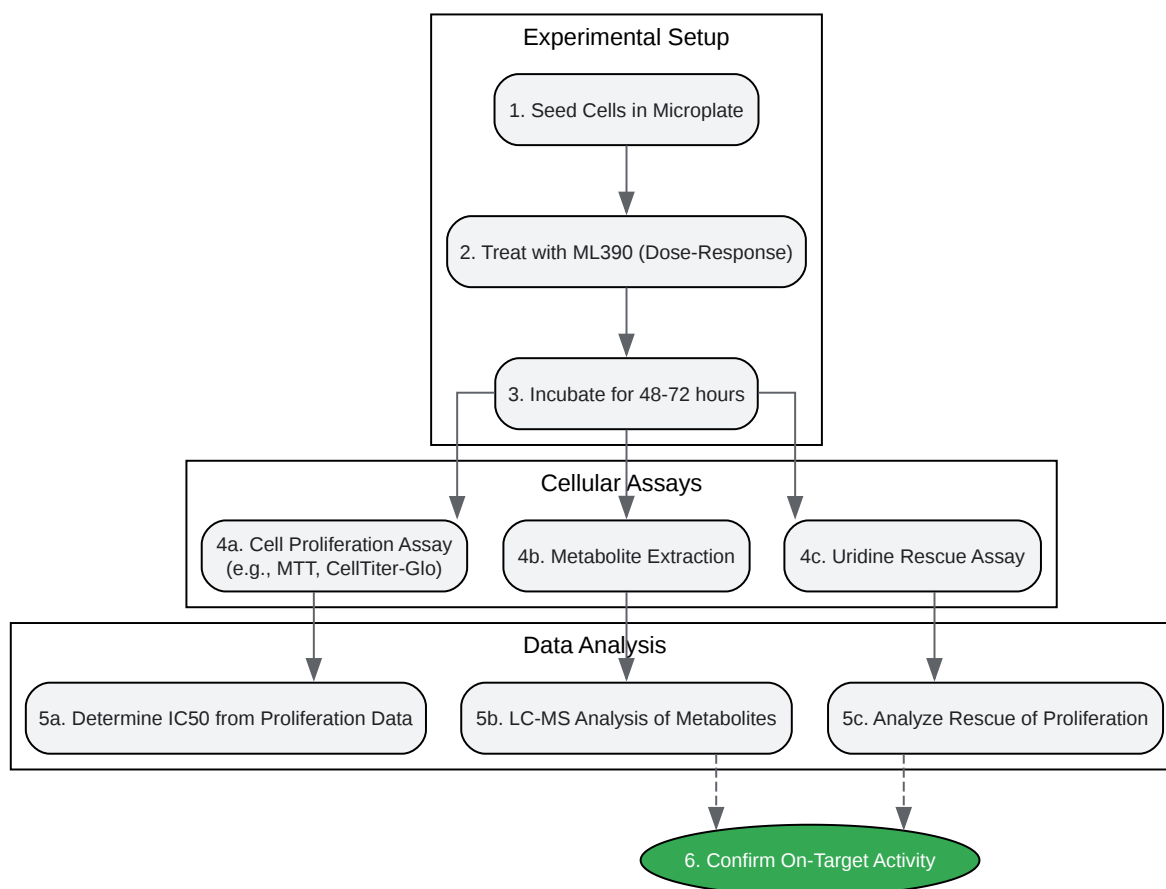 Experimental Setup
1. Seed Cells in Microplate
2. Treat with ML390 (Dose-Response)
3. Incubate for 48-72 hours
Cellular Assays
4a. Cell Proliferation Assay
(e.g., MTT, CellTiter-Glo)
4b. Metabolite Extraction
4c. Uridine Rescue Assay
Data Analysis
5a. Determine IC50 from Proliferation Data
5b. LC-MS Analysis of Metabolites
5c. Analyze Rescue of Proliferation
6. Confirm On-Target Activity